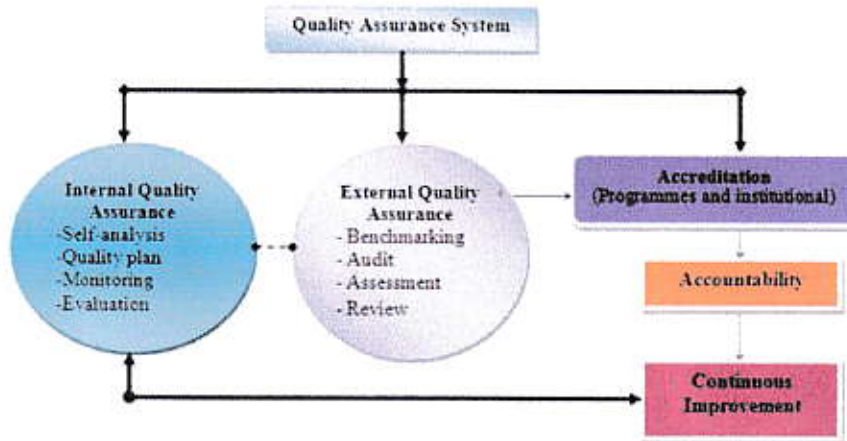 Quality Assurance System
Internal Quality
Assurance
-Self-analysis
-Quality plan
-Monitoring
-Evaluation
External Quality
Assurance
- Benchmarking
- Audit
- Assessment
- Review
Accreditation
(Programmes and institutional)
Accountability
Continuous
Improvement